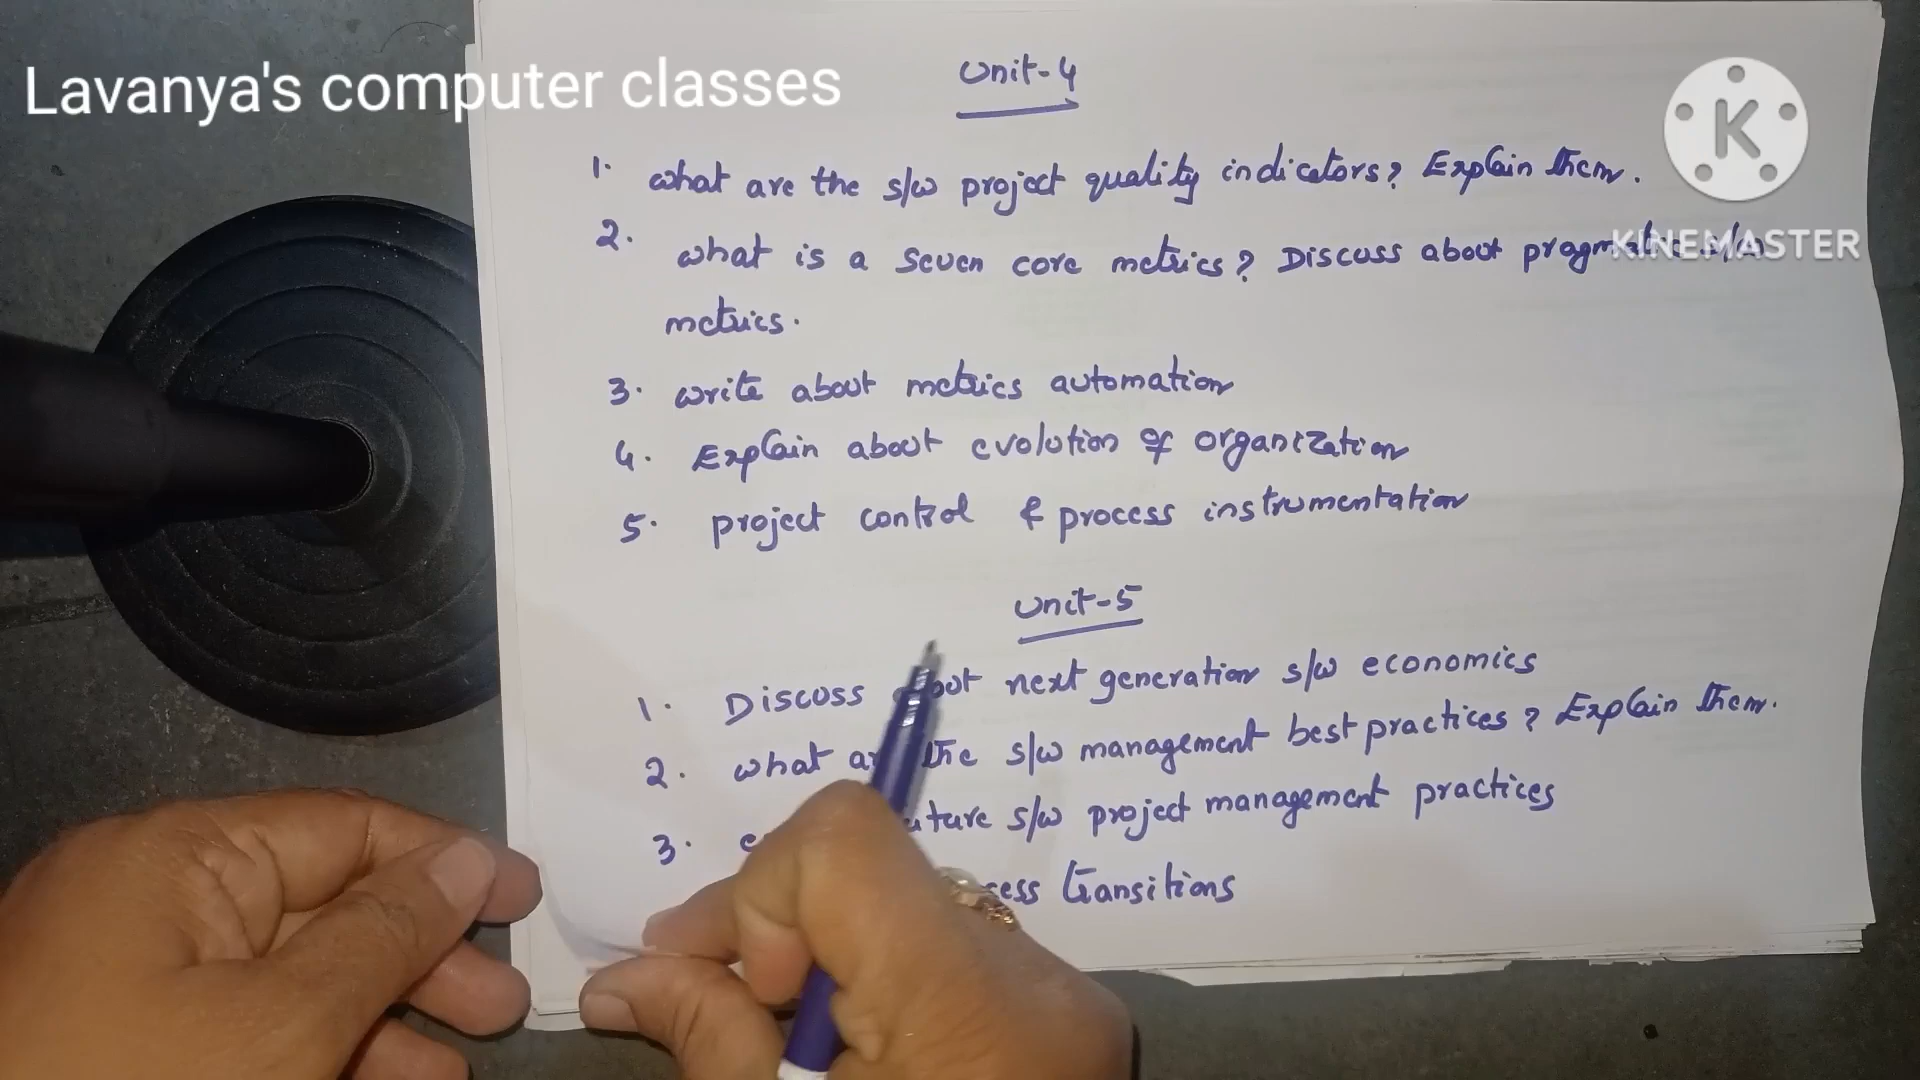 Lavanya's computer classes
K
KINEMASTER
Unit-4
1. what are the s/w project quality indicators? Explain them.
2. what is a seven core metrics? Discuss about s/w
metrics.
3. write about metrics automation
4. Explain about evolution of organization
5. project control & process instrumentation
Unit-5
1. Discuss about next generation s/w economics
2. what are the s/w management best practices? Explain them.
3. s/w project management practices
transitions